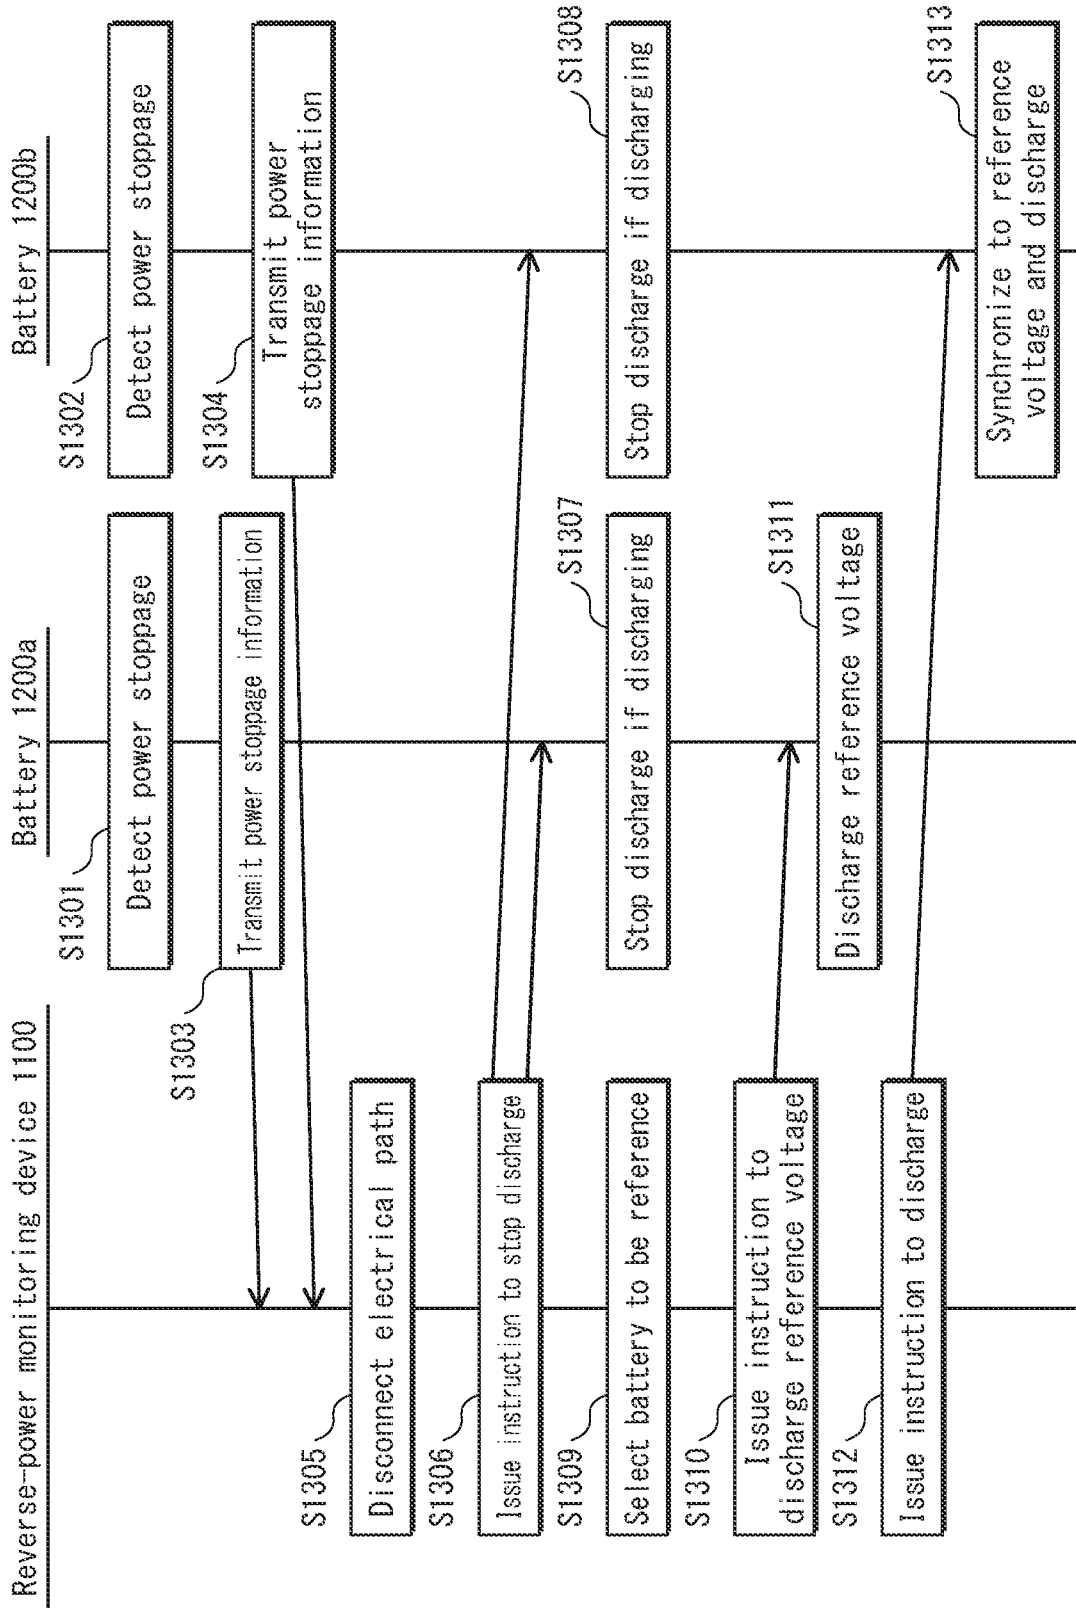 Reverse-power monitoring device 1100
Battery 1200a
Battery 1200b
S1301
Detect power stoppage
S1302
Detect power stoppage
S1303
Transmit power stoppage information
S1304
Transmit power
stoppage information
S1305
Disconnect electrical path
S1306
Issue instruction to stop discharge
S1307
Stop discharge if discharging
S1308
Stop discharge if discharging
S1309
Select battery to be reference
S1310
Issue instruction to
discharge reference voltage
S1311
Discharge reference voltage
S1312
Issue instruction to discharge
S1313
Synchronize to reference
voltage and discharge